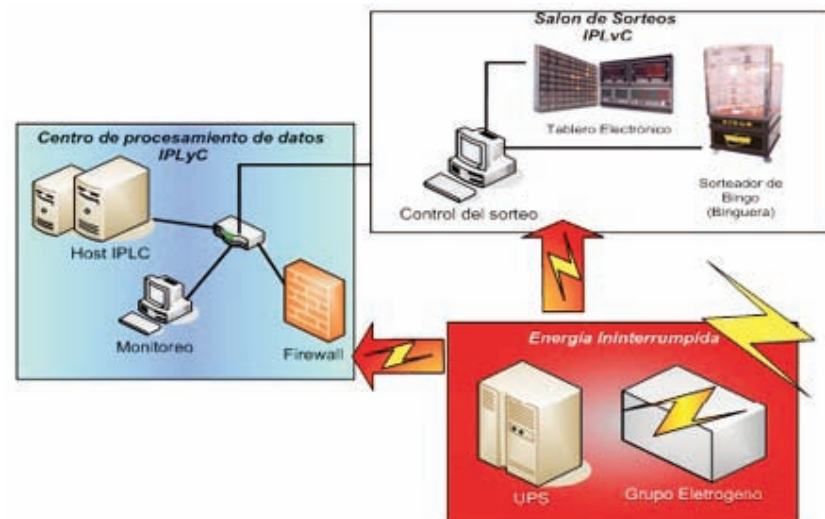 Salon de Sorteos
IPLyC
Tablero Electrónico
Sorteador de
Bingo
(Binguera)
Control del sorteo
Centro de procesamiento de datos
IPLyC
Host IPLC
Monitoreo
Firewall
Energía Ininterrumpida
UPS
Grupo Eletrogeno